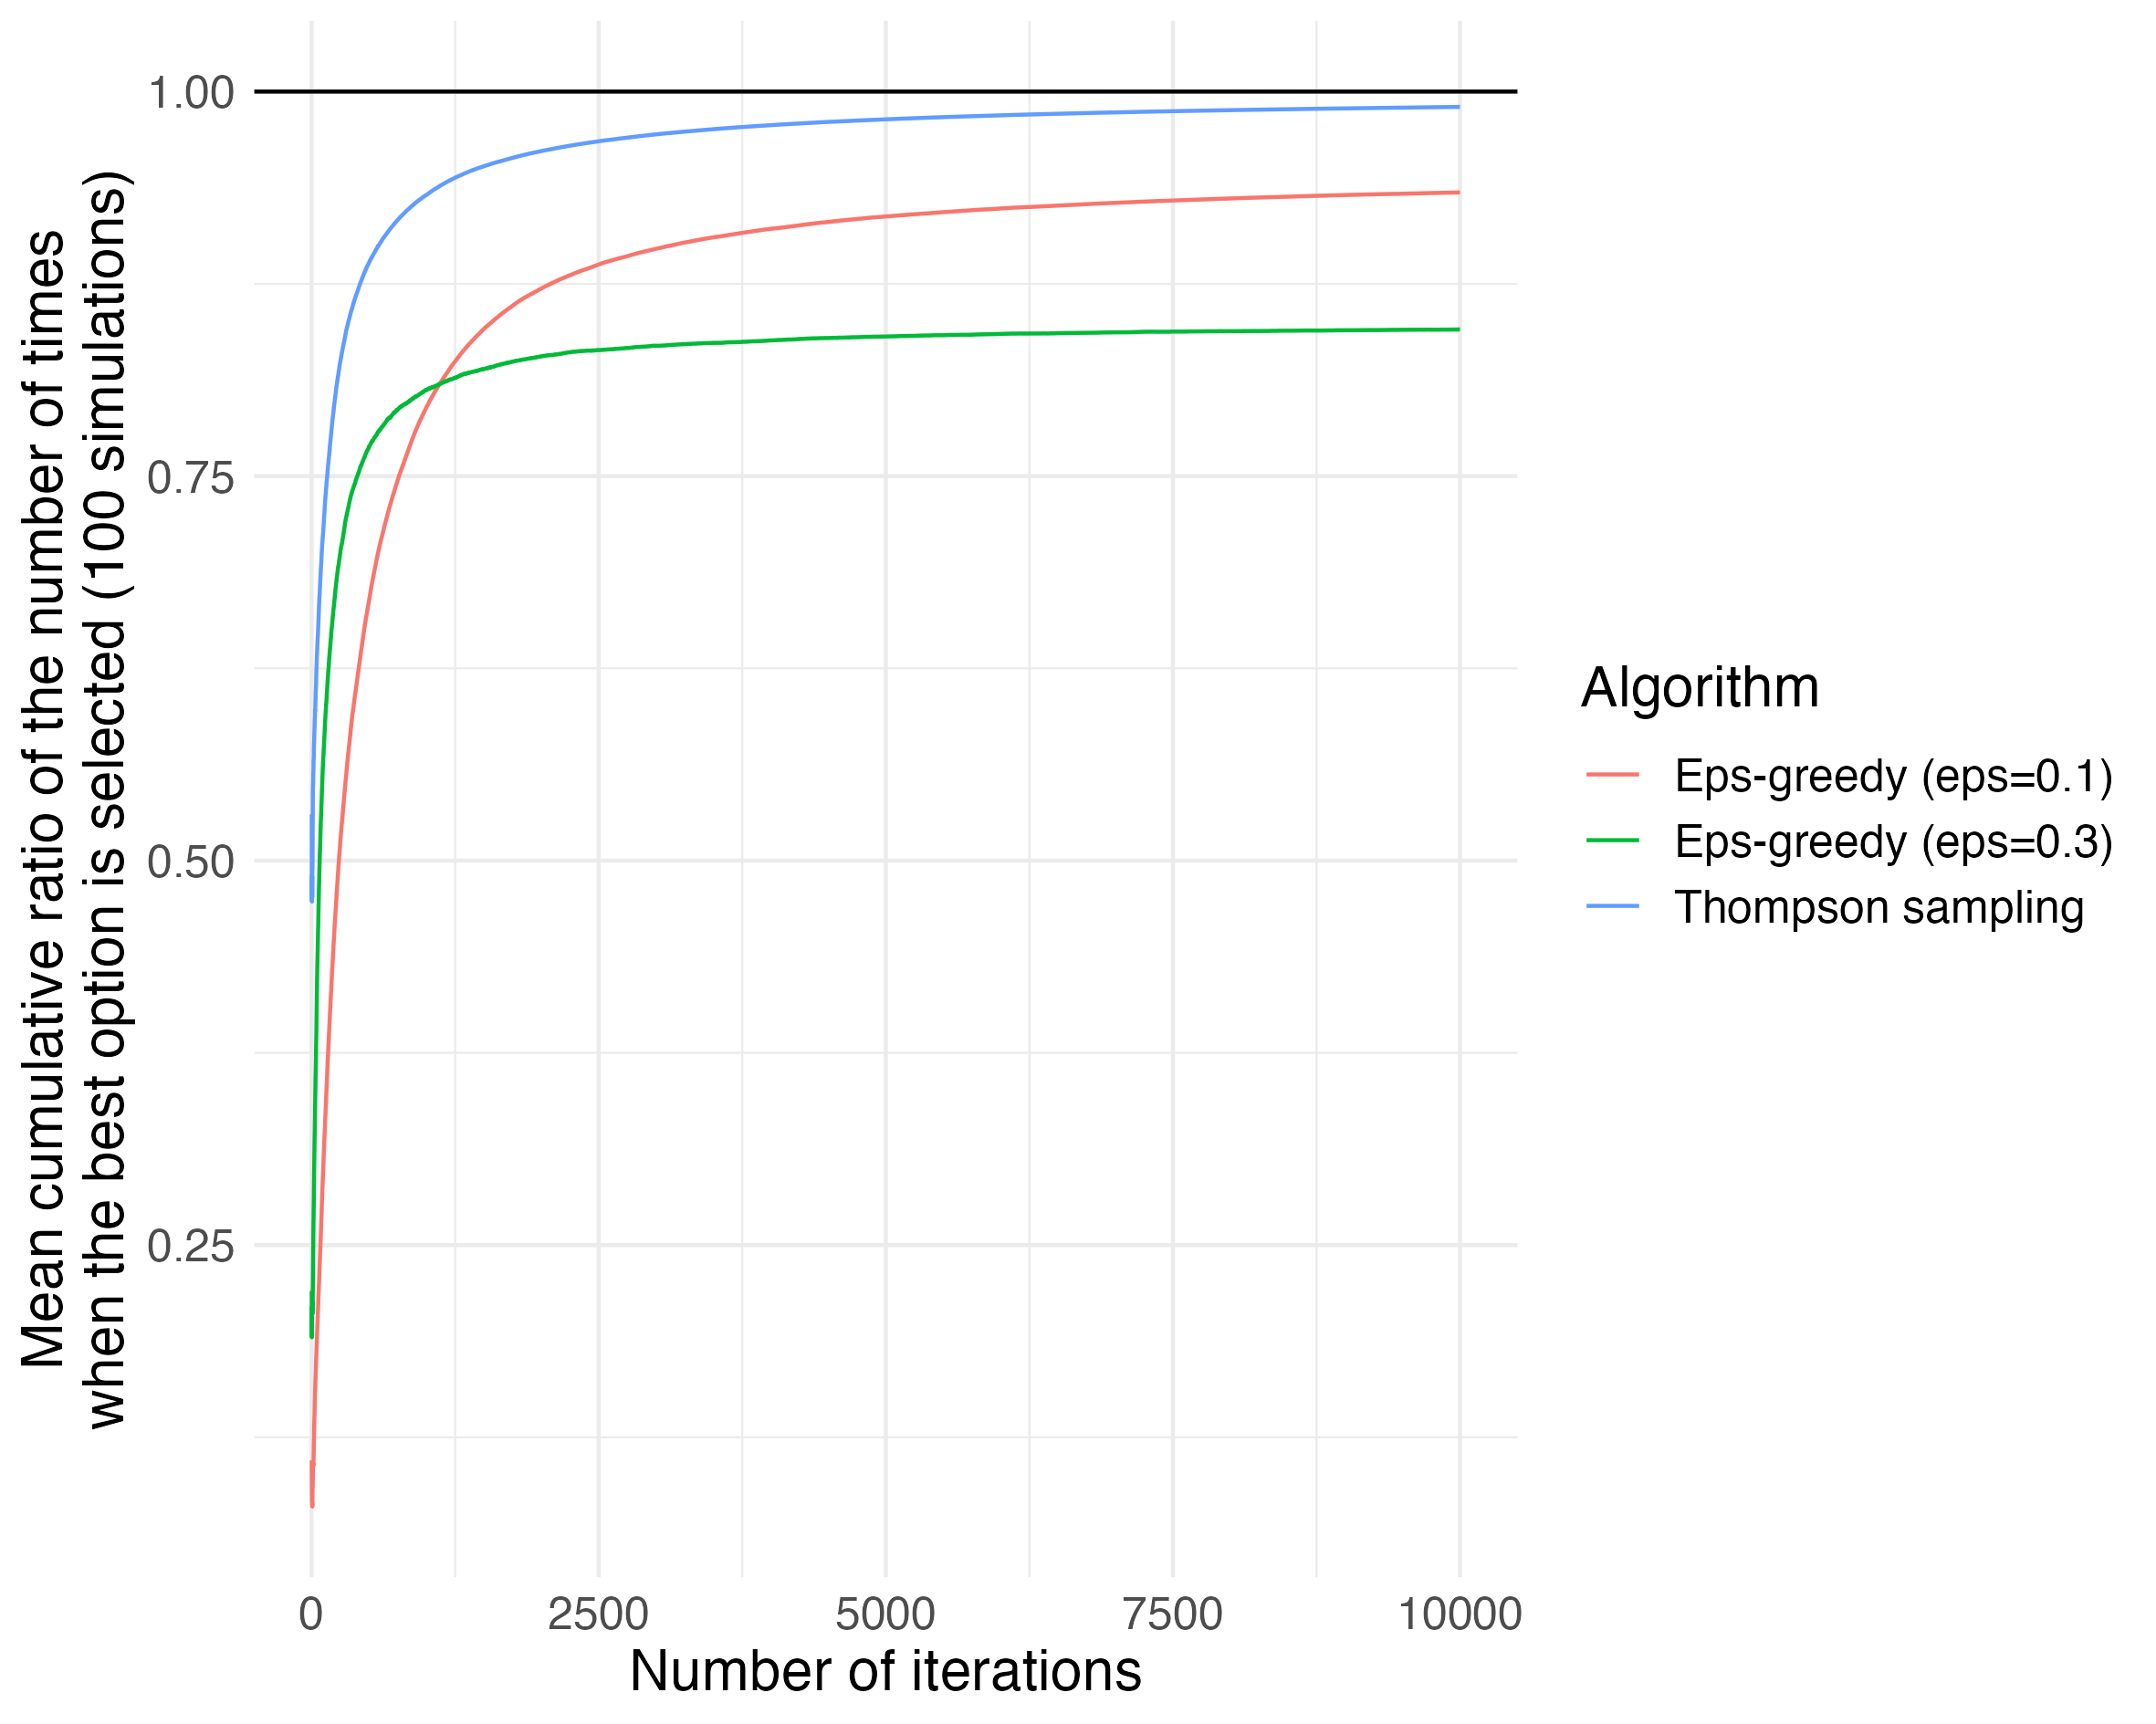 Mean cumulative ratio of the number of times
when the best option is selected (100 simulations)
1.00
0.75
0.50
0.25
0
2500
5000
7500
10000
Number of iterations
Algorithm
Eps-greedy (eps=0.1)
Eps-greedy (eps=0.3)
Thompson sampling